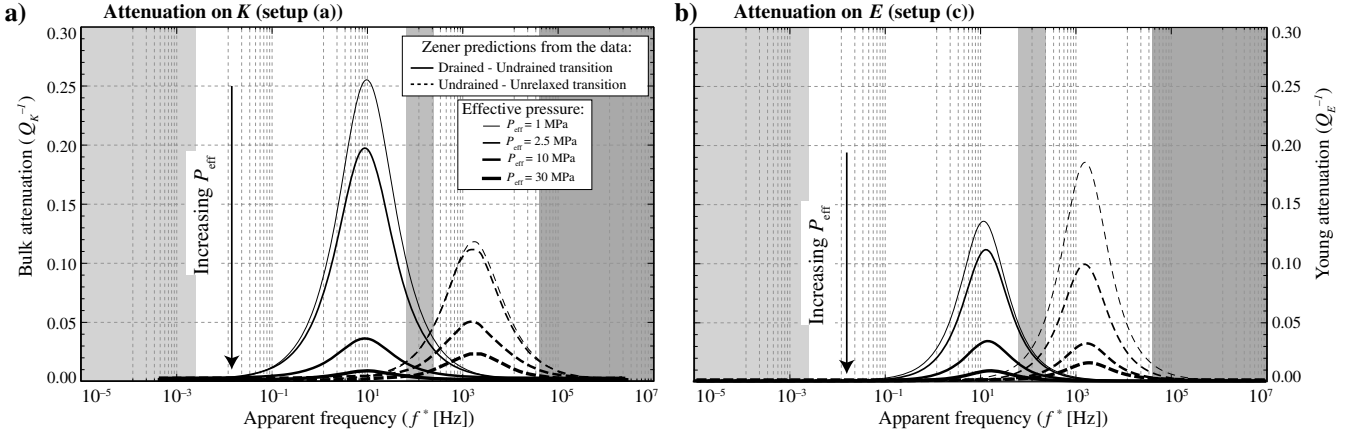 a) Attenuation on K (setup (a))
0.30
0.25
0.20
0.15
0.10
0.05
0.00
Bulk attenuation (Q_K^{-1})
Increasing P_eff
Zener predictions from the data:
Drained - Undrained transition
Undrained - Unrelaxed transition
Effective pressure:
P_eff = 1 MPa
P_eff = 2.5 MPa
P_eff = 10 MPa
P_eff = 30 MPa
10^{-5} 10^{-3} 10^{-1} 10^1 10^3 10^5 10^7
Apparent frequency (f^* [Hz])
b) Attenuation on E (setup (c))
Increasing P_eff
0.30
0.25
0.20
0.15
0.10
0.05
0.00
Young attenuation (Q_E^{-1})
10^{-5} 10^{-3} 10^{-1} 10^1 10^3 10^5 10^7
Apparent frequency (f^* [Hz])